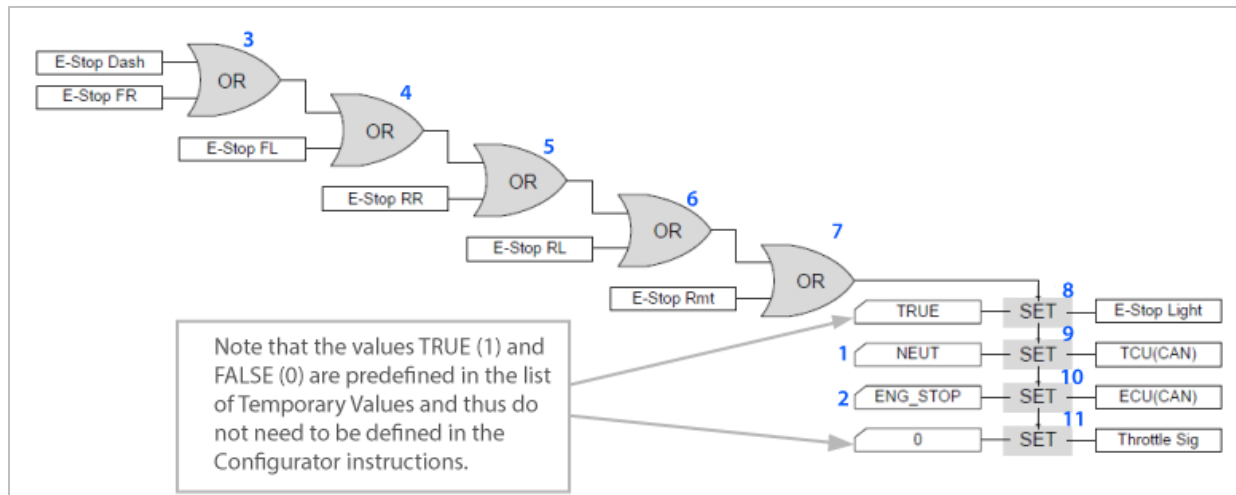 3
E-Stop Dash
OR
E-Stop FR
4
OR
E-Stop FL
5
OR
E-Stop RR
6
OR
E-Stop RL
7
OR
E-Stop Rmt
8
TRUE
SET
E-Stop Light
9
1
NEUT
SET
TCU(CAN)
10
2
ENG_STOP
SET
ECU(CAN)
11
0
SET
Throttle Sig
Note that the values TRUE (1) and
FALSE (0) are predefined in the list
of Temporary Values and thus do
not need to be defined in the
Configurator instructions.